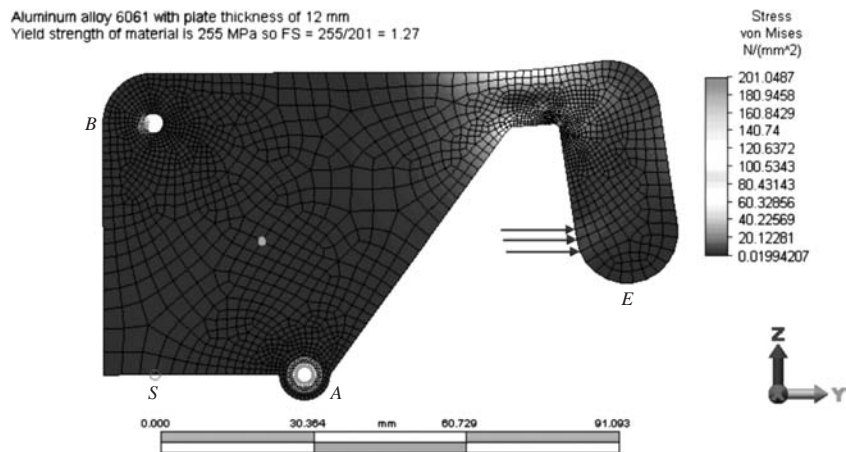 Aluminum alloy 6061 with plate thickness of 12 mm
Yield strength of material is 255 MPa so FS = 255/201 = 1.27
Stress
von Mises
N/(mm^2)
201.0487
180.9458
160.8429
140.74
120.6372
100.5343
80.43143
60.32856
40.22569
20.12281
0.01994207
B
E
S
A
Z
X
Y
0.000 30.364 mm 60.729 91.093